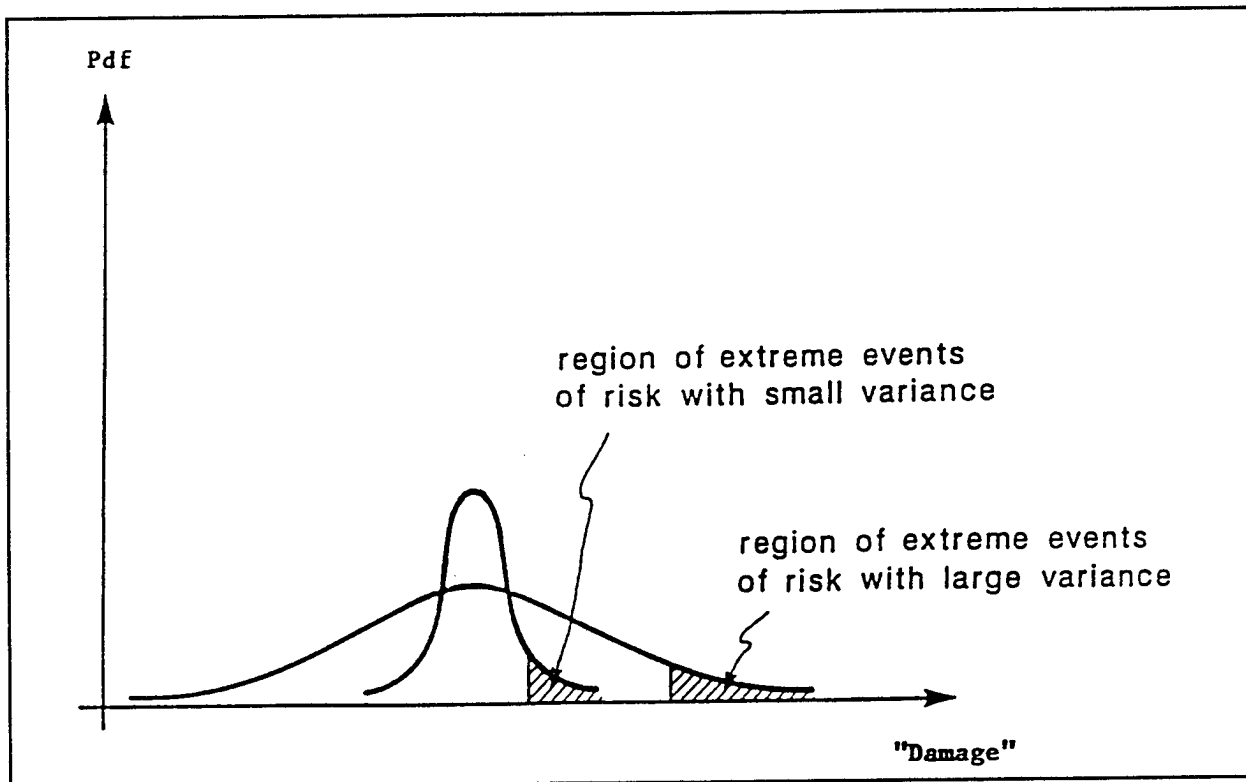 Pdf
region of extreme events
of risk with small variance
region of extreme events
of risk with large variance
"Damage"